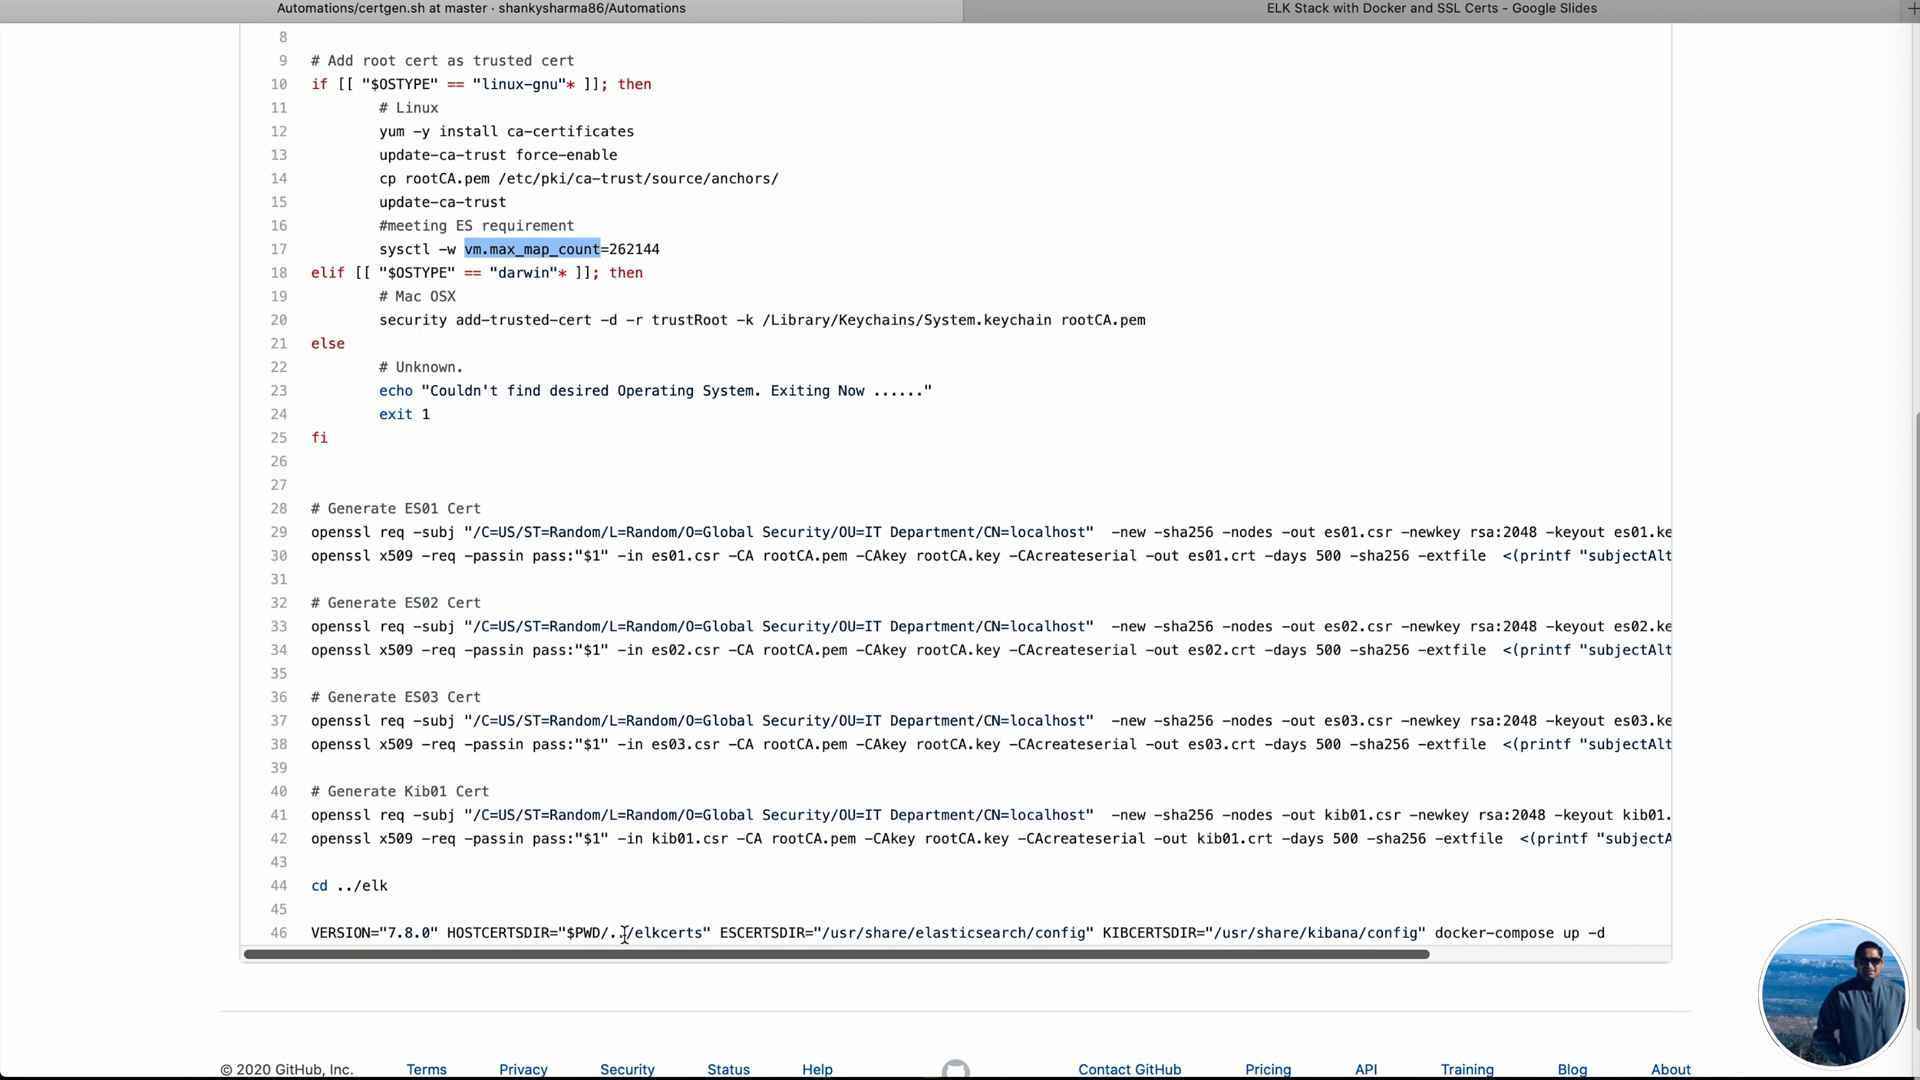 Automations/certgen.sh at master · shankysharma86/Automations
ELK Stack with Docker and SSL Certs - Google Slides
8
9 # Add root cert as trusted cert
10 if [[ "$OSTYPE" == "linux-gnu"* ]]; then
11 # Linux
12 yum -y install ca-certificates
13 update-ca-trust force-enable
14 cp rootCA.pem /etc/pki/ca-trust/source/anchors/
15 update-ca-trust
16 #meeting ES requirement
17 sysctl -w vm.max_map_count=262144
18 elif [[ "$OSTYPE" == "darwin"* ]]; then
19 # Mac OSX
20 security add-trusted-cert -d -r trustRoot -k /Library/Keychains/System.keychain rootCA.pem
21 else
22 # Unknown.
23 echo "Couldn't find desired Operating System. Exiting Now ......"
24 exit 1
25 fi
26
27
28 # Generate ES01 Cert
29 openssl req -subj "/C=US/ST=Random/L=Random/O=Global Security/OU=IT Department/CN=localhost" -new -sha256 -nodes -out es01.csr -newkey rsa:2048 -keyout es01.ke
30 openssl x509 -req -passin pass:"$1" -in es01.csr -CA rootCA.pem -CAkey rootCA.key -CAcreateserial -out es01.crt -days 500 -sha256 -extfile <(printf "subjectAlt
31
32 # Generate ES02 Cert
33 openssl req -subj "/C=US/ST=Random/L=Random/O=Global Security/OU=IT Department/CN=localhost" -new -sha256 -nodes -out es02.csr -newkey rsa:2048 -keyout es02.ke
34 openssl x509 -req -passin pass:"$1" -in es02.csr -CA rootCA.pem -CAkey rootCA.key -CAcreateserial -out es02.crt -days 500 -sha256 -extfile <(printf "subjectAlt
35
36 # Generate ES03 Cert
37 openssl req -subj "/C=US/ST=Random/L=Random/O=Global Security/OU=IT Department/CN=localhost" -new -sha256 -nodes -out es03.csr -newkey rsa:2048 -keyout es03.ke
38 openssl x509 -req -passin pass:"$1" -in es03.csr -CA rootCA.pem -CAkey rootCA.key -CAcreateserial -out es03.crt -days 500 -sha256 -extfile <(printf "subjectAlt
39
40 # Generate Kib01 Cert
41 openssl req -subj "/C=US/ST=Random/L=Random/O=Global Security/OU=IT Department/CN=localhost" -new -sha256 -nodes -out kib01.csr -newkey rsa:2048 -keyout kib01.
42 openssl x509 -req -passin pass:"$1" -in kib01.csr -CA rootCA.pem -CAkey rootCA.key -CAcreateserial -out kib01.crt -days 500 -sha256 -extfile <(printf "subjectA
43
44 cd ../elk
45
46 VERSION="7.8.0" HOSTCERTSDIR="$PWD/../elkcerts" ESCERTSDIR="/usr/share/elasticsearch/config" KIBCERTSDIR="/usr/share/kibana/config" docker-compose up -d
© 2020 GitHub, Inc. Terms Privacy Security Status Help Contact GitHub Pricing API Training Blog About